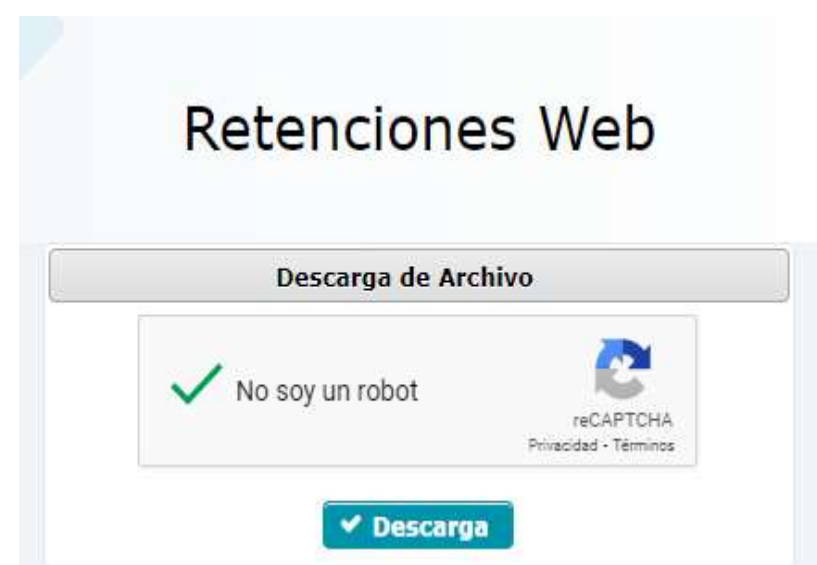 Retenciones Web
Descarga de Archivo
No soy un robot
reCAPTCHA
Privacidad - Términos
Descarga